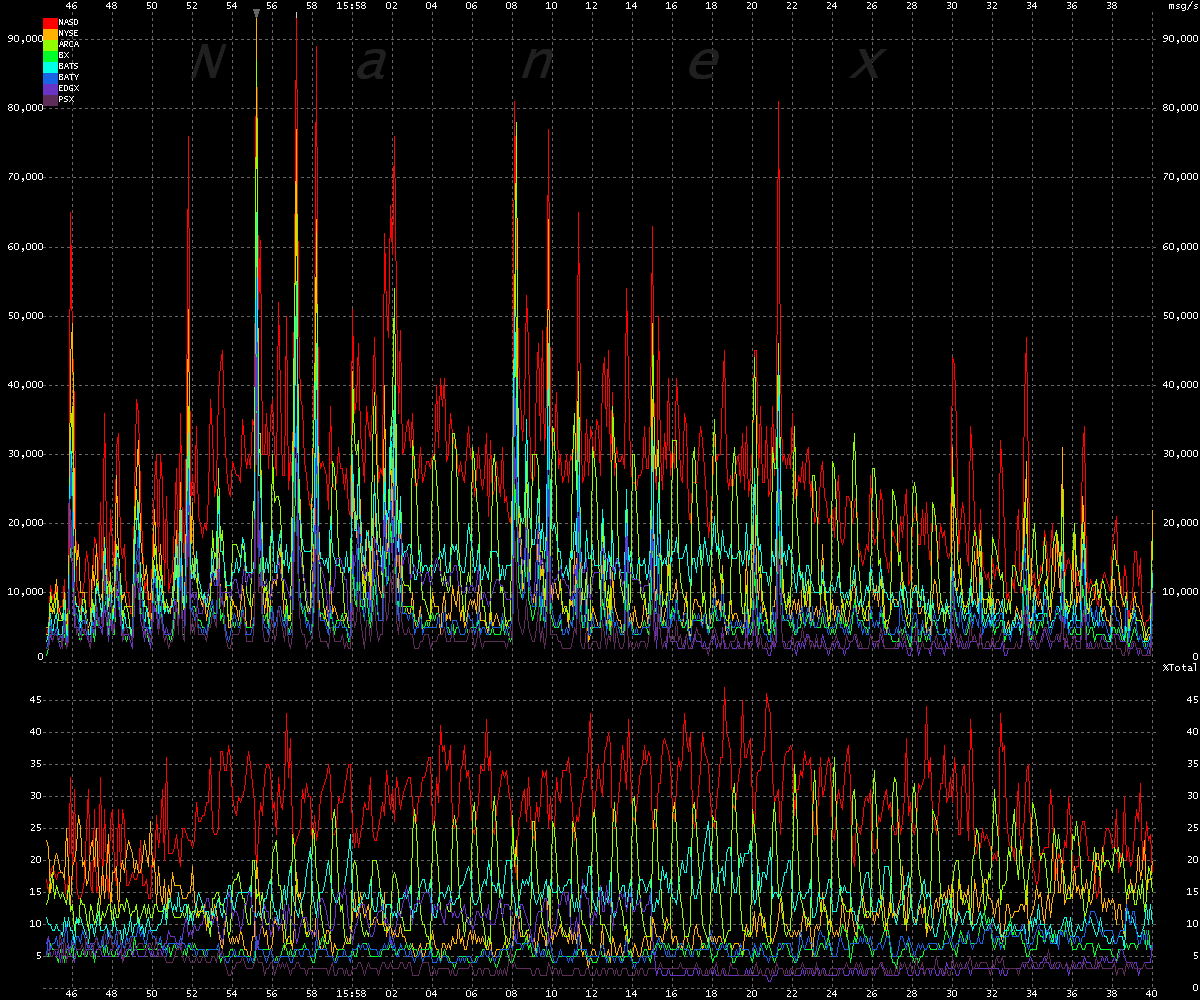 46 48 50 52 54 56 58 15:58 02 04 06 08 10 12 14 16 18 20 22 24 26 28 30 32 34 36 38 msg/s
NASD
NYSE
ARCA
BX
BATS
BATY
EDGX
PSX
N a n e x
90,000 90,000
80,000 80,000
70,000 70,000
60,000 60,000
50,000 50,000
40,000 40,000
30,000 30,000
20,000 20,000
10,000 10,000
0 0
%Total
45 45
40 40
35 35
30 30
25 25
20 20
15 15
10 10
5 5
0
46 48 50 52 54 56 58 15:58 02 04 06 08 10 12 14 16 18 20 22 24 26 28 30 32 34 36 38 40